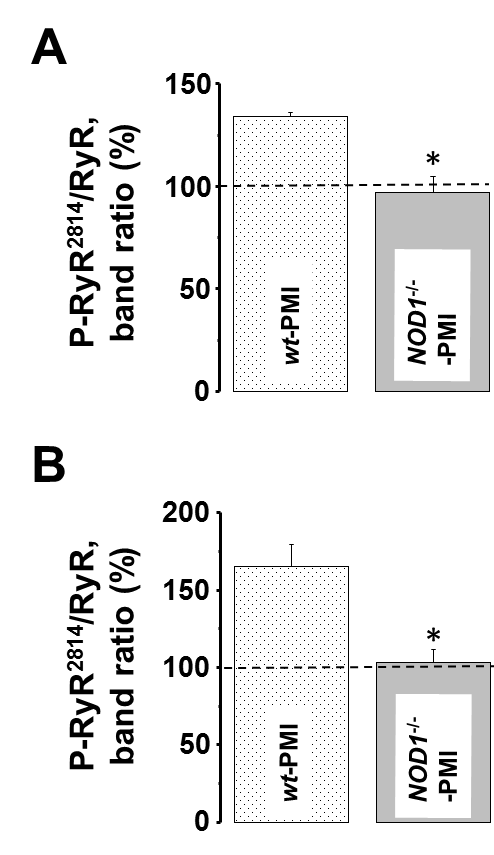 A
150
100
50
0
P-RyR²⁸¹⁴/RyR,
band ratio (%)
wt-PMI
*
NOD1⁻/⁻
-PMI
B
200
150
100
50
0
P-RyR²⁸¹⁴/RyR,
band ratio (%)
wt-PMI
*
NOD1⁻/⁻
-PMI